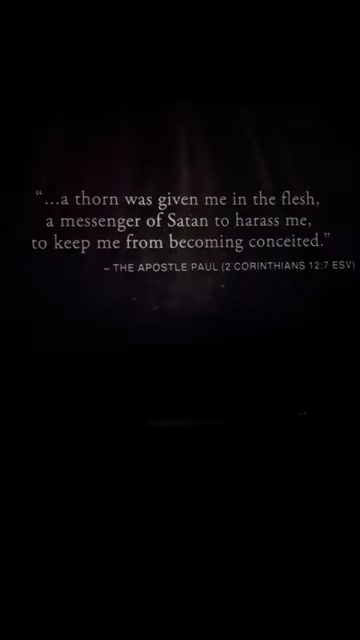 “...a thorn was given me in the flesh,
a messenger of Satan to harass me,
to keep me from becoming conceited.”
– THE APOSTLE PAUL (2 CORINTHIANS 12:7 ESV)